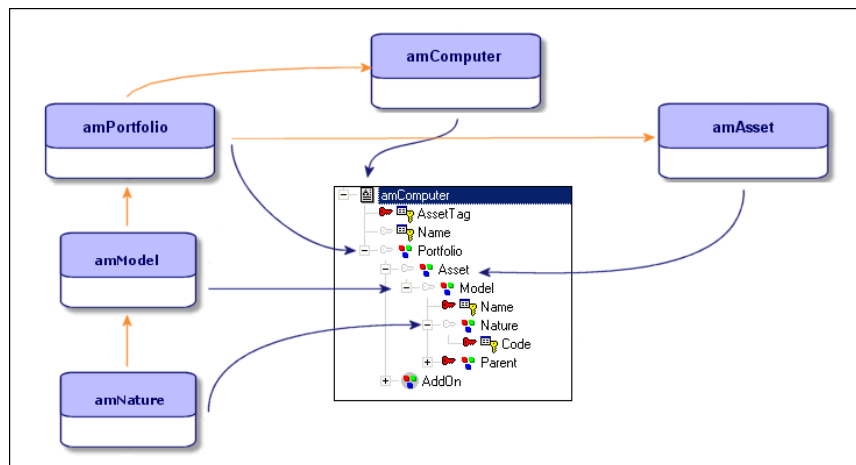 amComputer
amPortfolio
amAsset
amModel
amNature
amComputer
AssetTag
Name
Portfolio
Asset
Model
Name
Nature
Code
Parent
AddOn